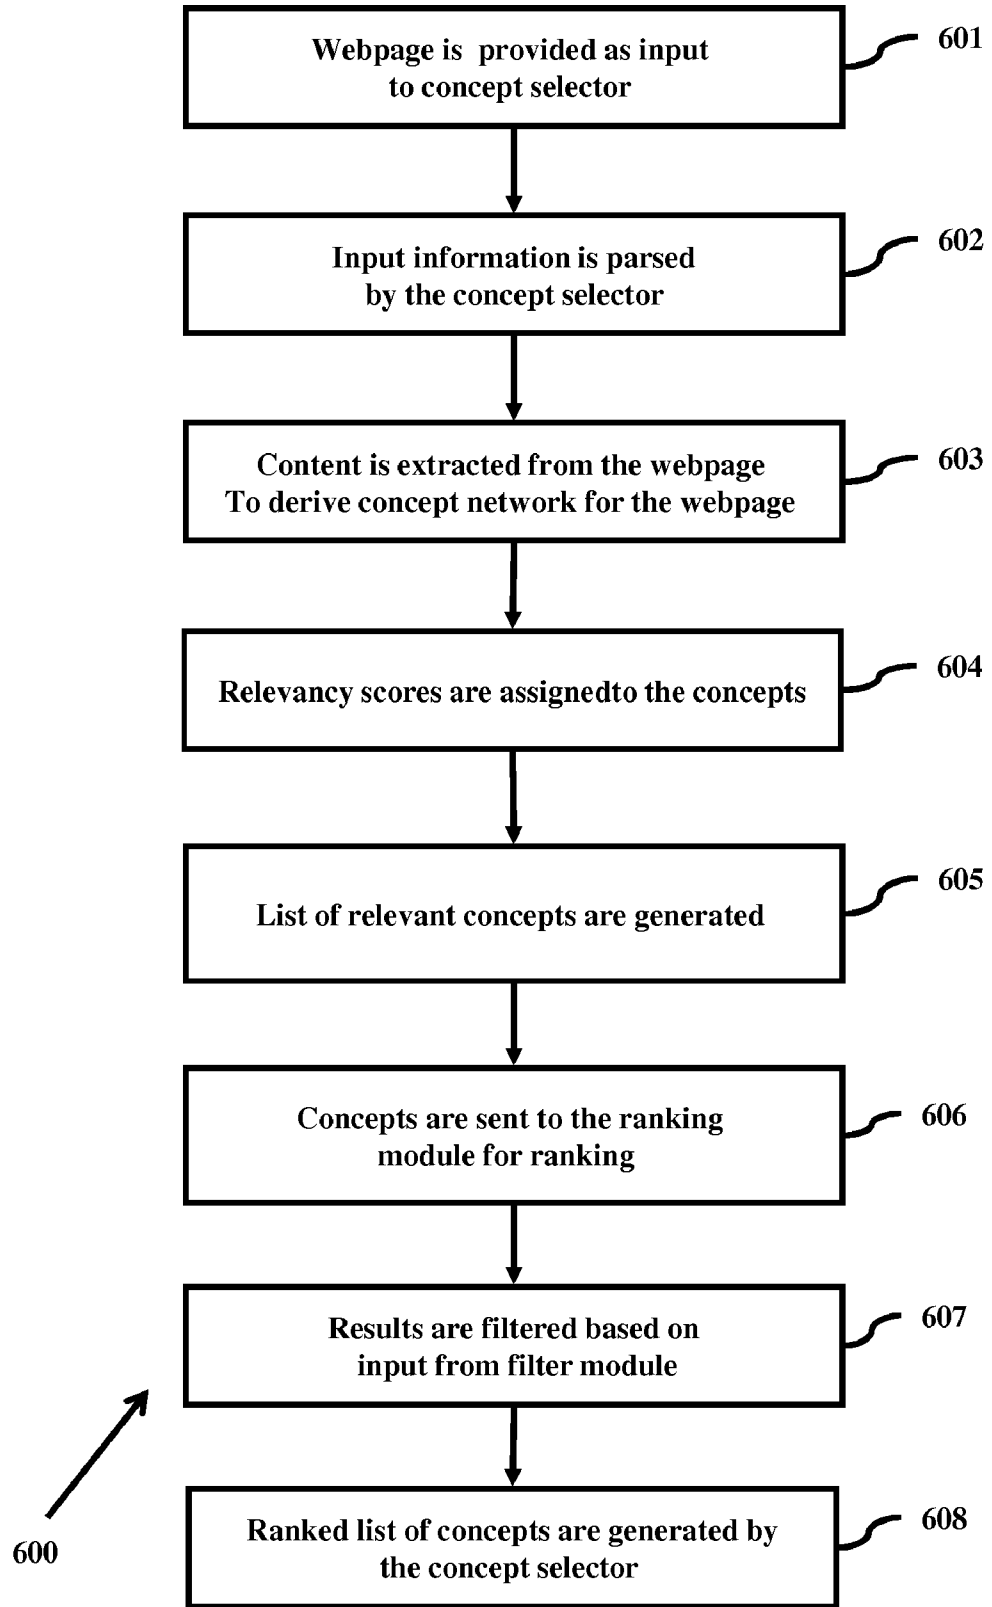 Webpage is provided as input
to concept selector
601
Input information is parsed
by the concept selector
602
Content is extracted from the webpage
To derive concept network for the webpage
603
Relevancy scores are assignedto the concepts
604
List of relevant concepts are generated
605
Concepts are sent to the ranking
module for ranking
606
Results are filtered based on
input from filter module
607
Ranked list of concepts are generated by
the concept selector
608
600